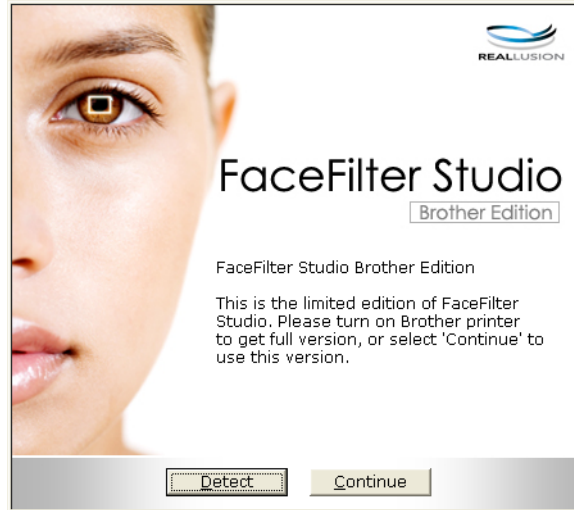 REALLUSION
FaceFilter Studio
Brother Edition
FaceFilter Studio Brother Edition
This is the limited edition of FaceFilter
Studio. Please turn on Brother printer
to get full version, or select 'Continue' to
use this version.
Detect
Continue